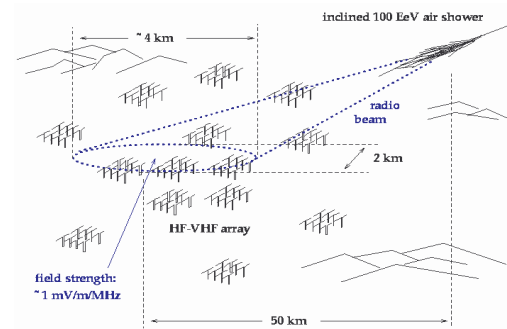 inclined 100 EeV air shower
~ 4 km
radio
beam
2 km
HF-VHF array
field strength:
~ 1 mV/m/MHz
50 km